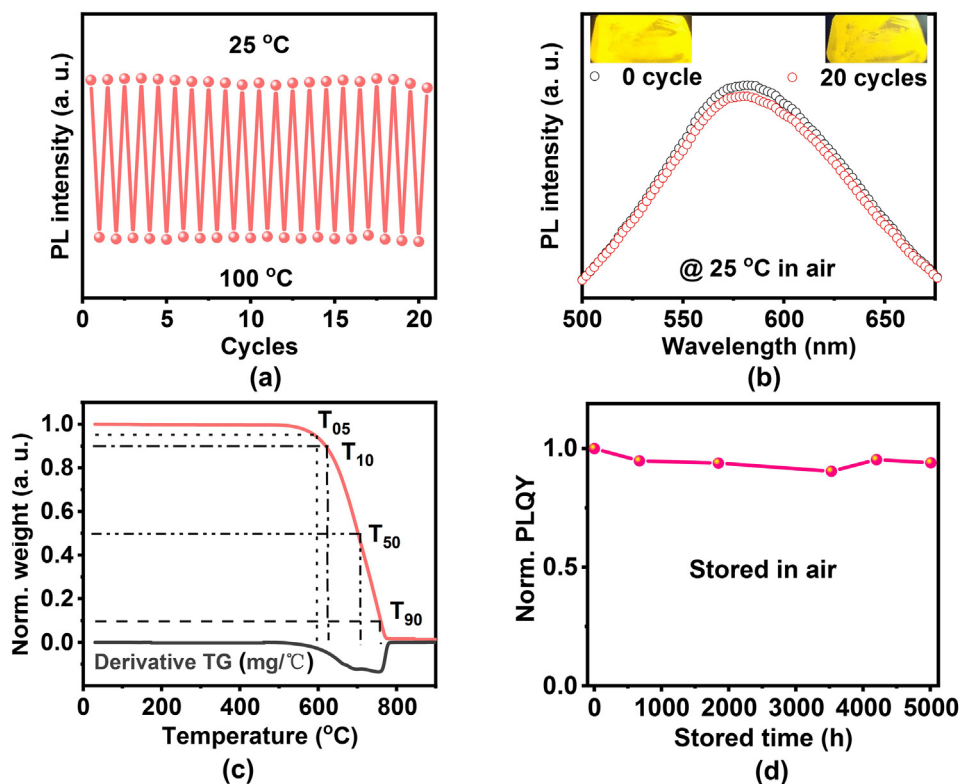 25 °C
100 °C
PL intensity (a. u.)
0 5 10 15 20
Cycles
(a)
0 cycle 20 cycles
@ 25 °C in air
PL intensity (a. u.)
500 550 600 650
Wavelength (nm)
(b)
1.0
0.8
0.6
0.4
0.2
0.0
Norm. weight (a. u.)
T05
T10
T50
T90
Derivative TG (mg/℃)
0 200 400 600 800
Temperature (°C)
(c)
1.0
0.5
0.0
Norm. PLQY
Stored in air
0 1000 2000 3000 4000 5000
Stored time (h)
(d)